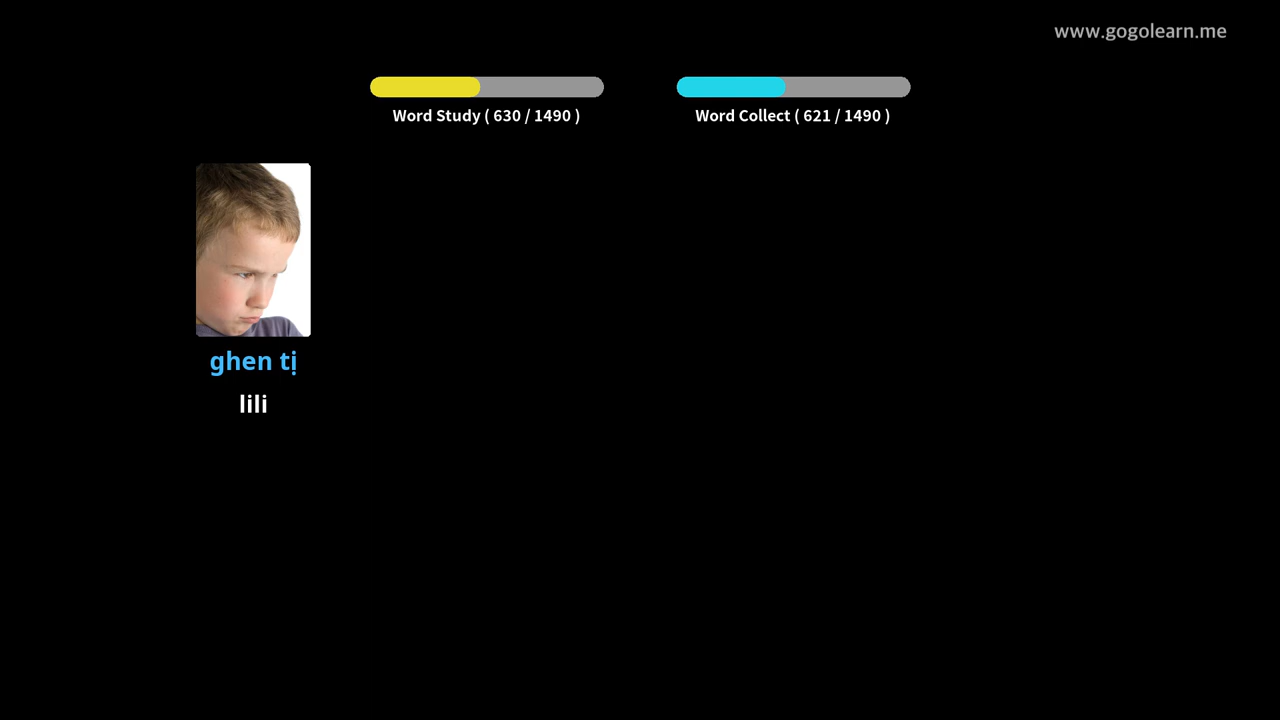 www.gogolearn.me
Word Study ( 630 / 1490 )
Word Collect ( 621 / 1490 )
ghen tị
lili